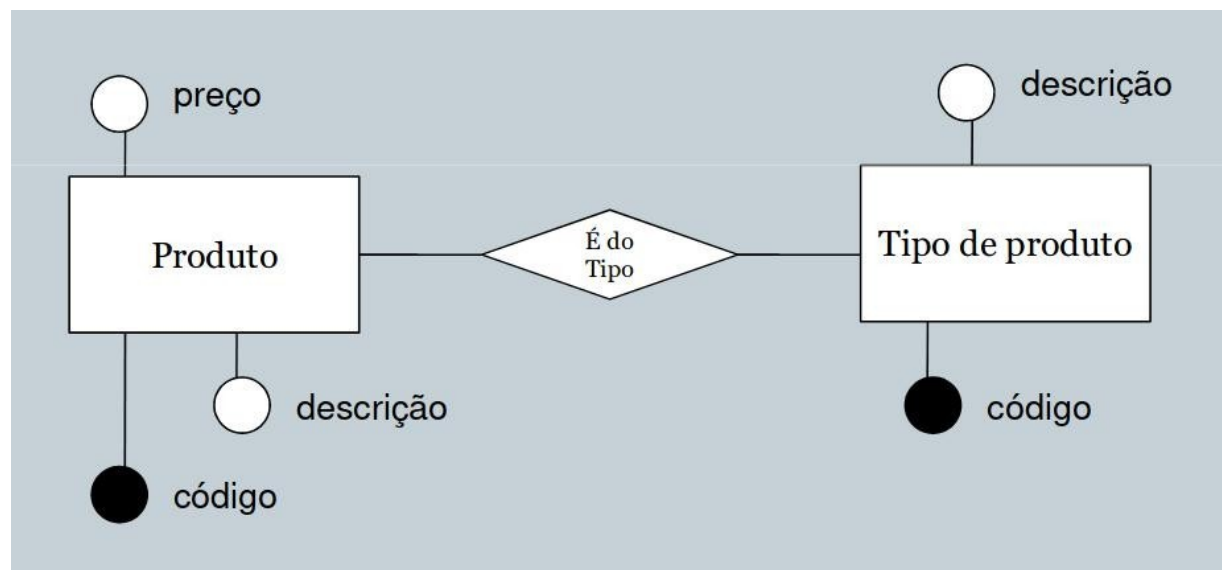 preço
descrição
Produto
É do
Tipo
Tipo de produto
descrição
código
código